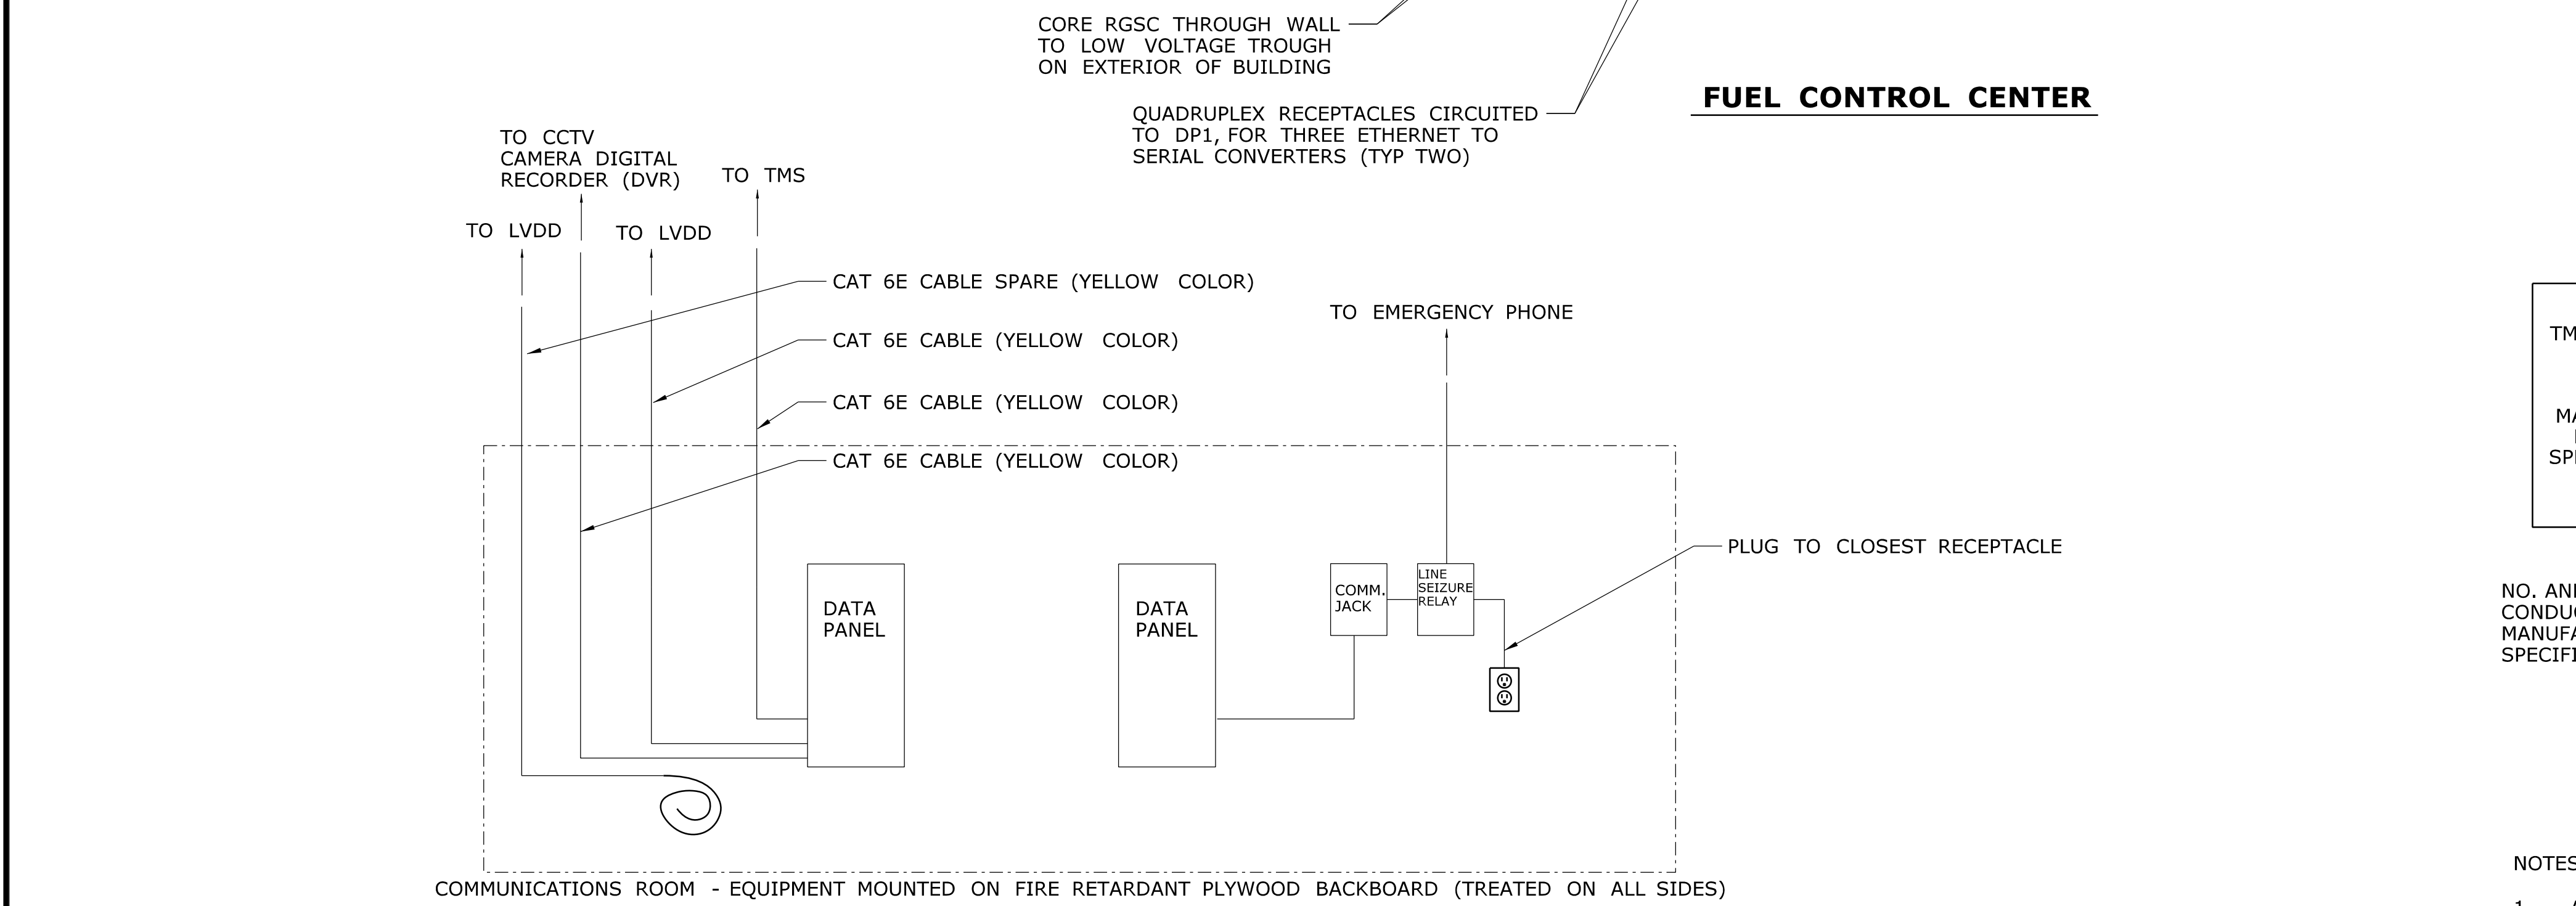 CORE RGSC THROUGH WALL
TO LOW VOLTAGE TROUGH
ON EXTERIOR OF BUILDING
FUEL CONTROL CENTER
QUADRUPLEX RECEPTACLES CIRCUITED
TO DP1, FOR THREE ETHERNET TO
SERIAL CONVERTERS (TYP TWO)
TO CCTV
CAMERA DIGITAL
RECORDER (DVR)
TO TMS
TO LVDD
TO LVDD
CAT 6E CABLE SPARE (YELLOW COLOR)
TO EMERGENCY PHONE
CAT 6E CABLE (YELLOW COLOR)
CAT 6E CABLE (YELLOW COLOR)
CAT 6E CABLE (YELLOW COLOR)
PLUG TO CLOSEST RECEPTACLE
DATA
PANEL
DATA
PANEL
COMM.
JACK
LINE
SEIZURE
RELAY
COMMUNICATIONS ROOM - EQUIPMENT MOUNTED ON FIRE RETARDANT PLYWOOD BACKBOARD (TREATED ON ALL SIDES)
NO.
NOTES